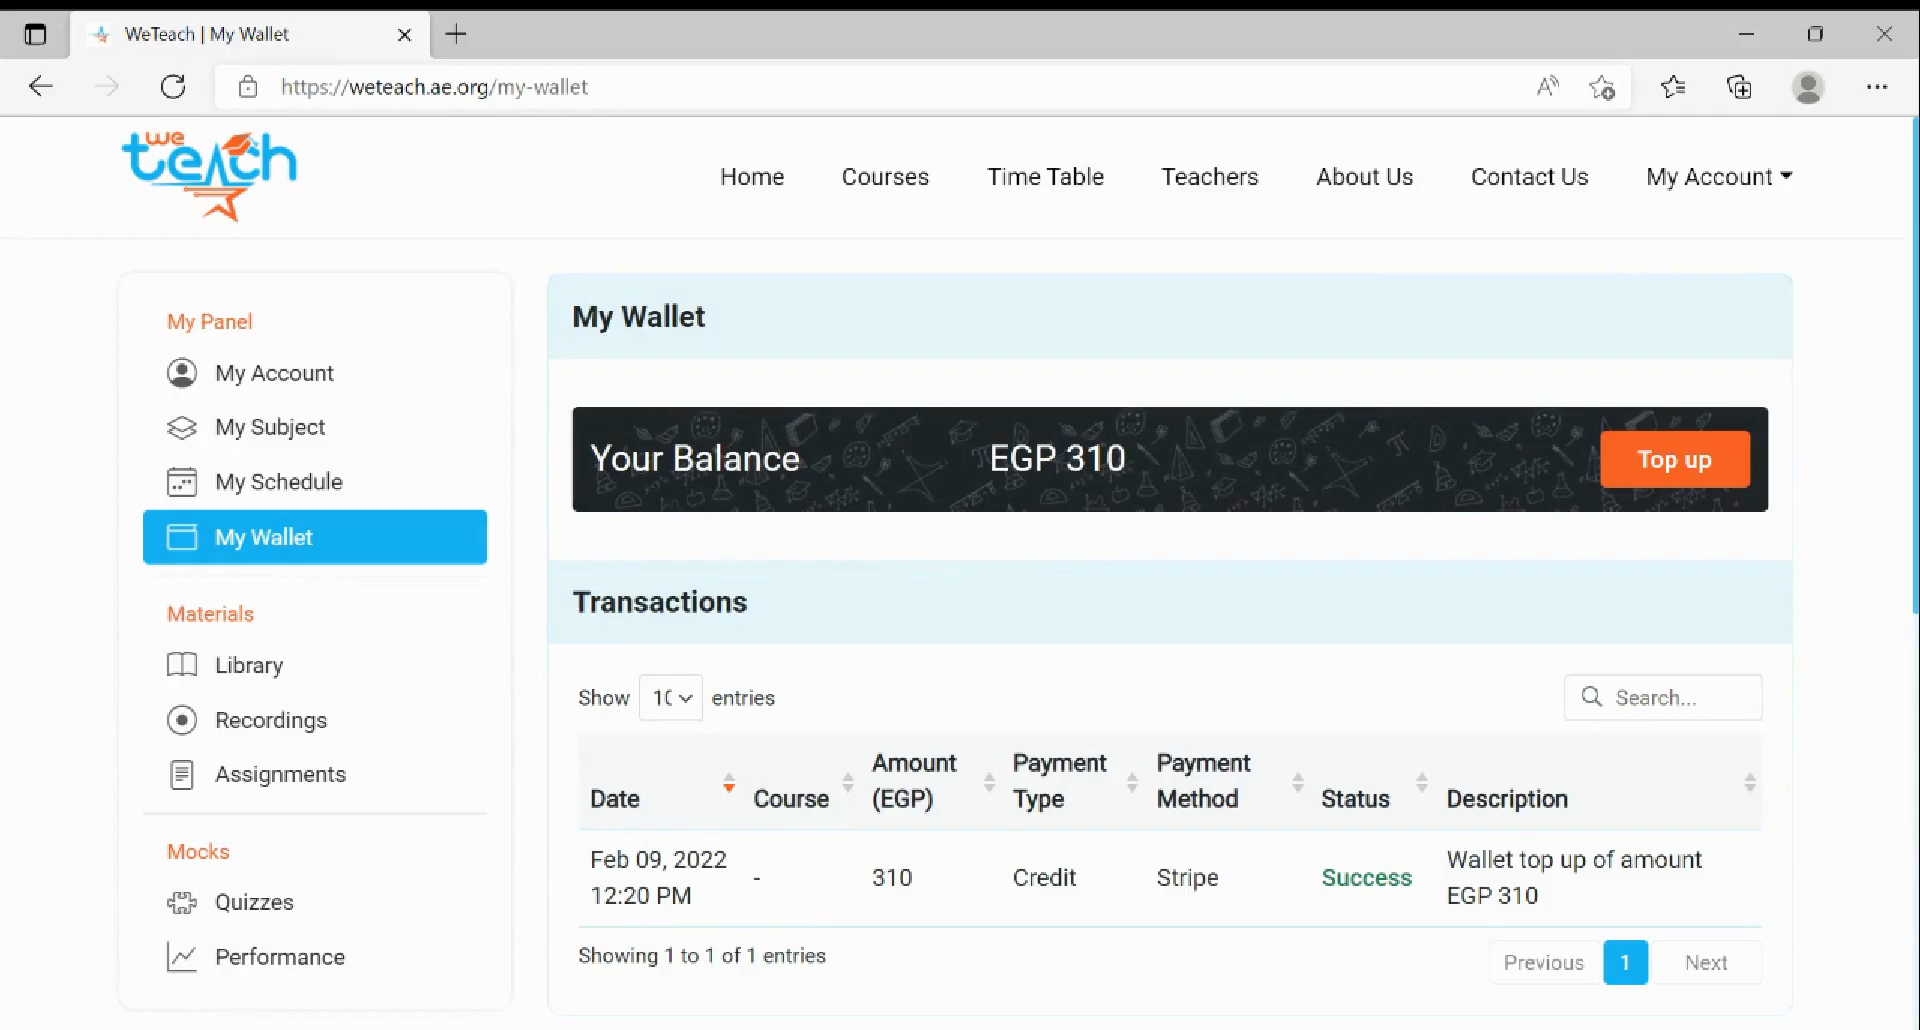 WeTeach | My Wallet
https://weteach.ae.org/my-wallet
we
teach
Home Courses Time Table Teachers About Us Contact Us My Account
My Panel
My Account
My Subject
My Schedule
My Wallet
Materials
Library
Recordings
Assignments
Mocks
Quizzes
Performance
My Wallet
Your Balance EGP 310 Top up
Transactions
Show 10 entries Search...
Date Course Amount (EGP) Payment Type Payment Method Status Description
Feb 09, 2022 12:20 PM - 310 Credit Stripe Success Wallet top up of amount EGP 310
Showing 1 to 1 of 1 entries
Previous 1 Next